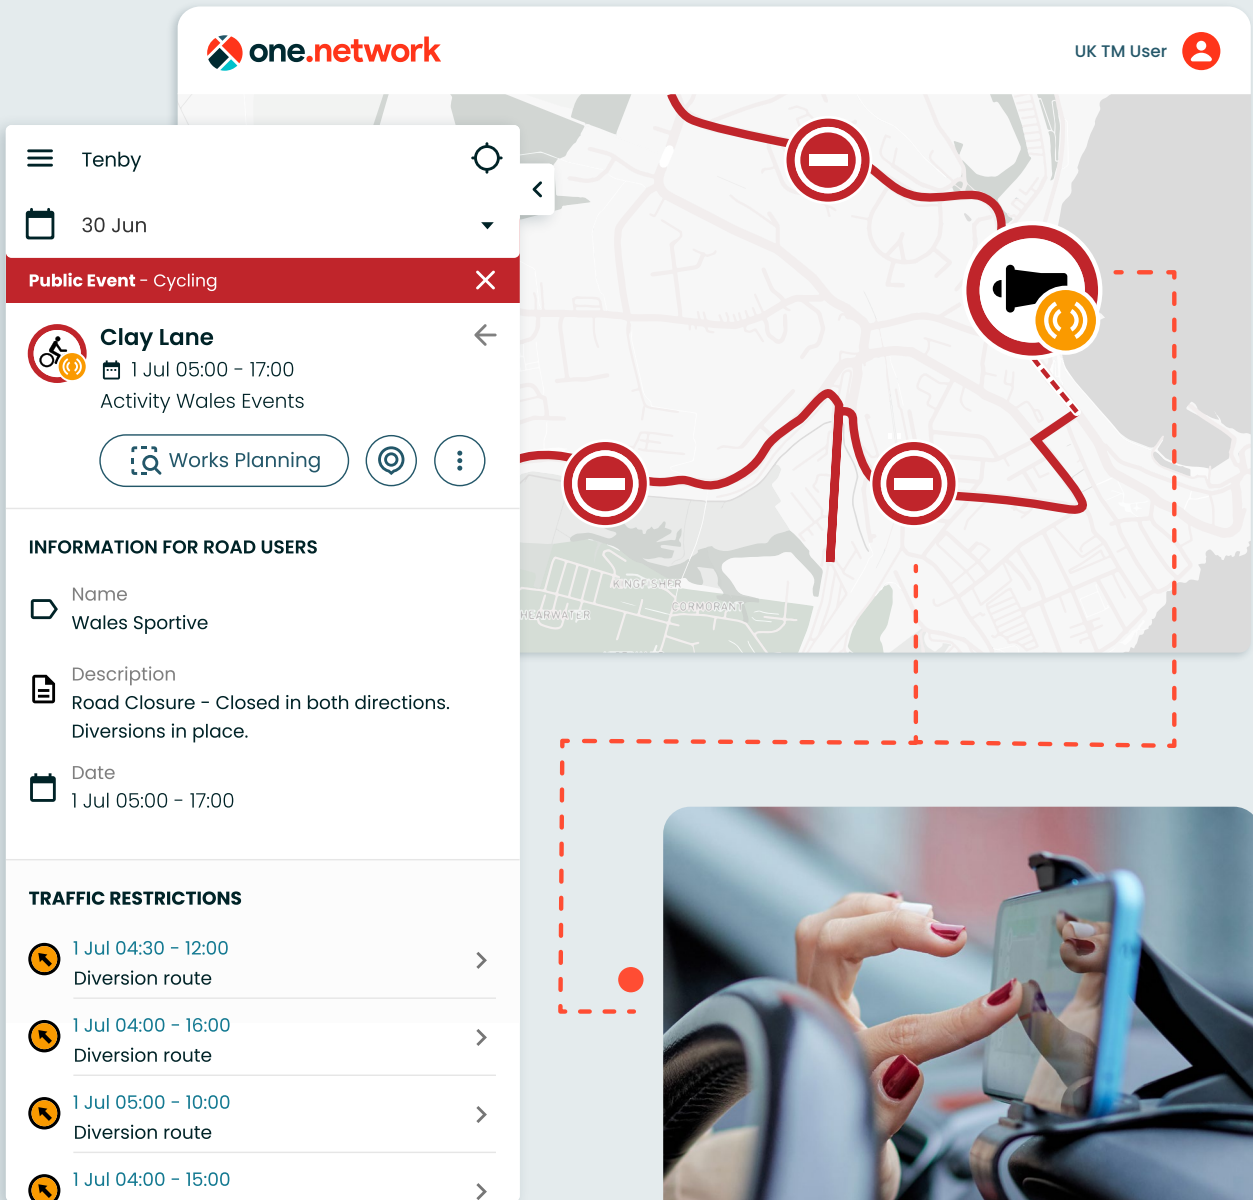 one.network
UK TM User
Tenby
30 Jun
Public Event - Cycling
Clay Lane
1 Jul 05:00 - 17:00
Activity Wales Events
Works Planning
INFORMATION FOR ROAD USERS
Name
Wales Sportive
Description
Road Closure - Closed in both directions.
Diversions in place.
Date
1 Jul 05:00 - 17:00
TRAFFIC RESTRICTIONS
1 Jul 04:30 - 12:00
Diversion route
1 Jul 04:00 - 16:00
Diversion route
1 Jul 05:00 - 10:00
Diversion route
1 Jul 04:00 - 15:00
KINGFISHER
CORMORANT